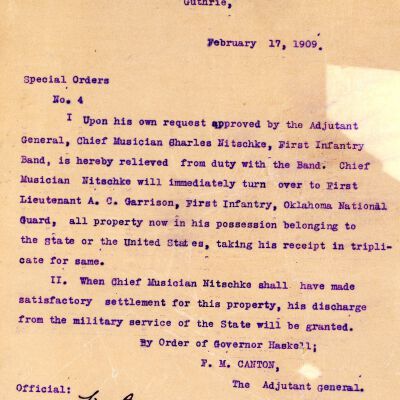 Guthrie,
February 17, 1909.
Special Orders
No. 4
I Upon his own request approved by the Adjutant
General, Chief Musician Sharles Nitschke, First Infantry
Band, is hereby relieved from duty with the Band. Chief
Musician Nitschke will immediately turn over to First
Lieutenant A. C. Garrison, First Infantry, Oklahoma National
Guard, all property now in his possession belonging to
the state or the United States, taking his receipt in tripli-
cate for same.
II. When Chief Musician Nitschke shall have made
satisfactory settlement for this property, his discharge
from the military service of the State will be granted.
By Order of Governor Haskell;
F. M. CANTON,
The Adjutant General.
Official: